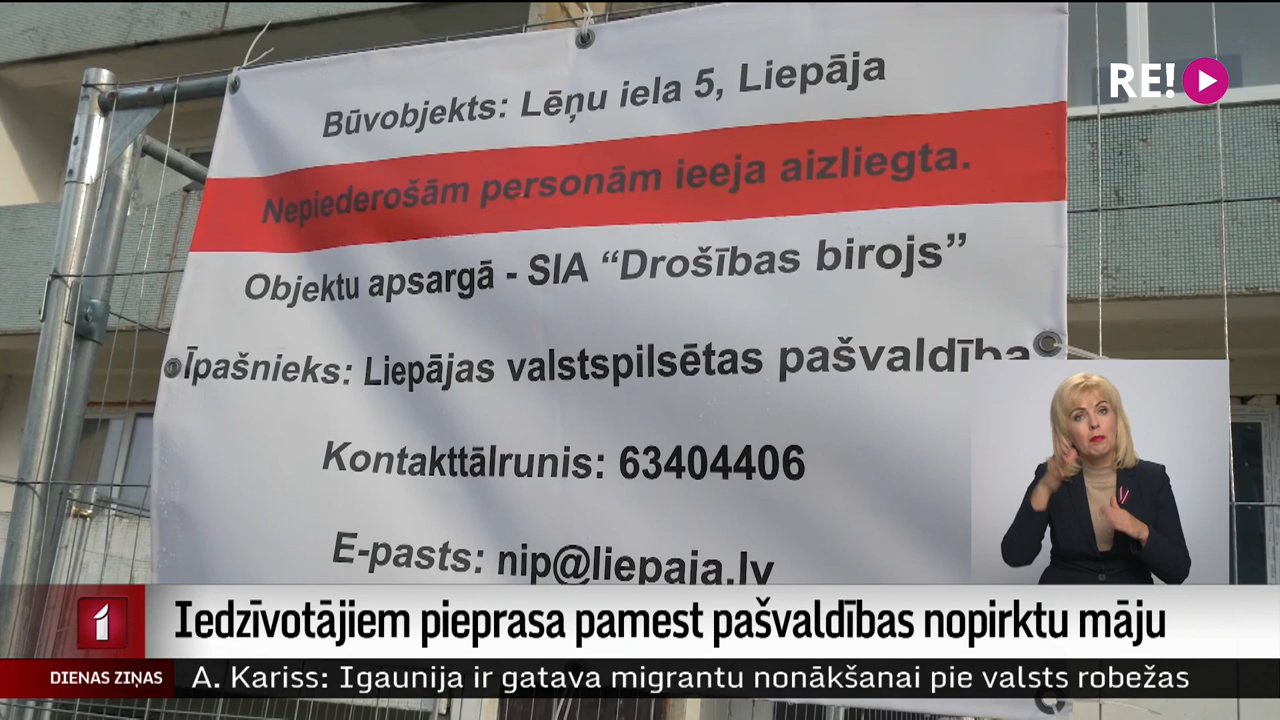 RE!
Būvobjekts: Lēņu iela 5, Liepāja
Nepiederošām personām ieeja aizliegta.
Objektu apsargā - SIA “Drošības birojs”
Īpašnieks: Liepājas valstspilsētas pašvaldība
Kontakttālrunis: 63404406
E-pasts: nip@liepaja.lv
1 Iedzīvotājiem pieprasa pamest pašvaldības nopirktu māju
DIENAS ZIŅAS A. Kariss: Igaunija ir gatava migrantu nonākšanai pie valsts robežas